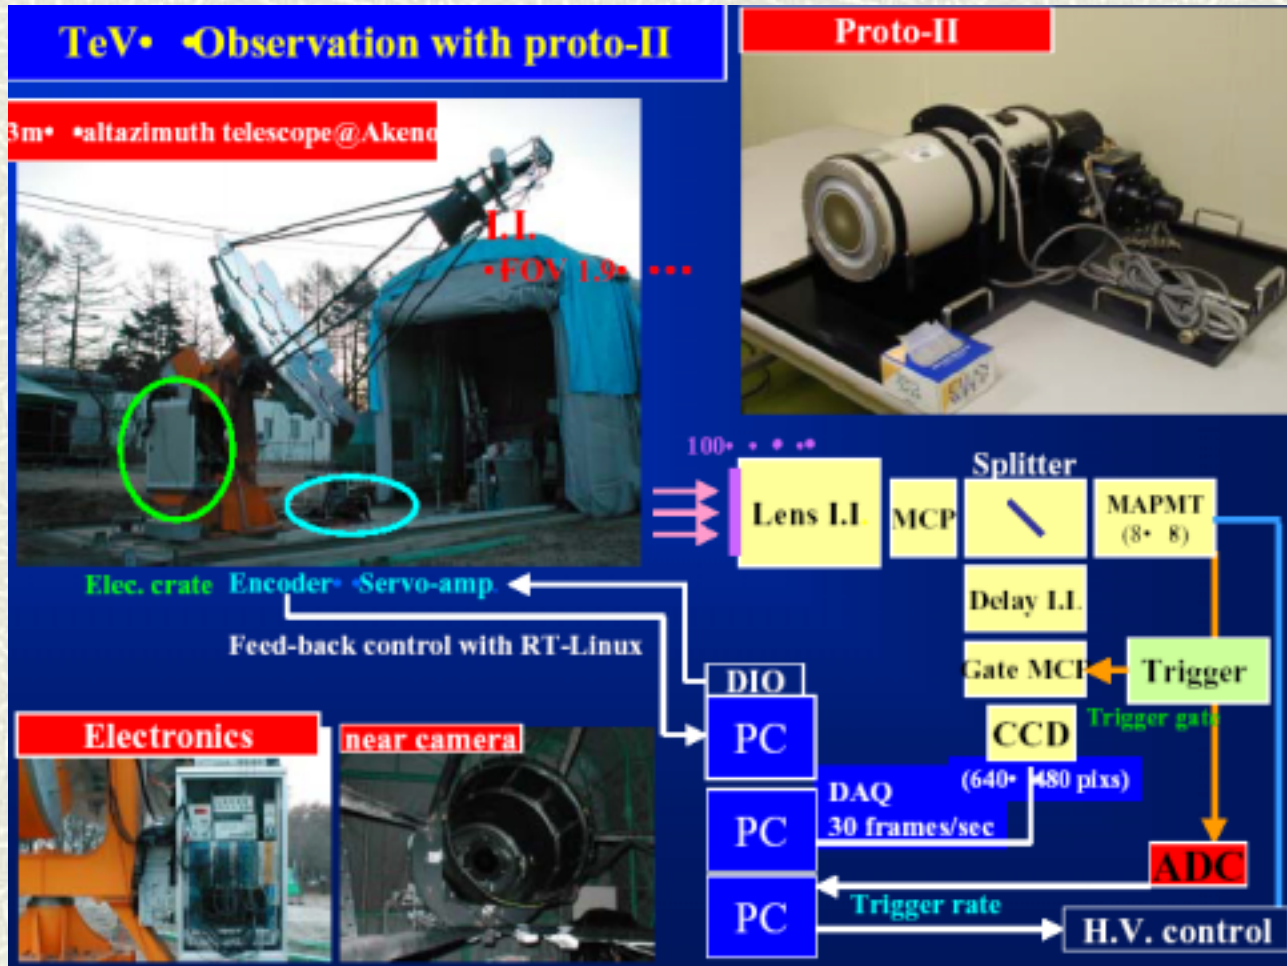 TeV• •Observation with proto-II
Proto-II
3m• •altazimuth telescope@Akeno
I.I.
•FOV 1.9• •••
100• • • ••
Splitter
Lens I.I.
MCP
MAPMT
(8• 8)
Elec. crate
Encoder• •Servo-amp.
Delay I.I.
Feed-back control with RT-Linux
DIO
Gate MCP
Trigger
Trigger gate
Electronics
near camera
PC
CCD
(640• •480 pixs)
DAQ
30 frames/sec
PC
ADC
Trigger rate
PC
H.V. control